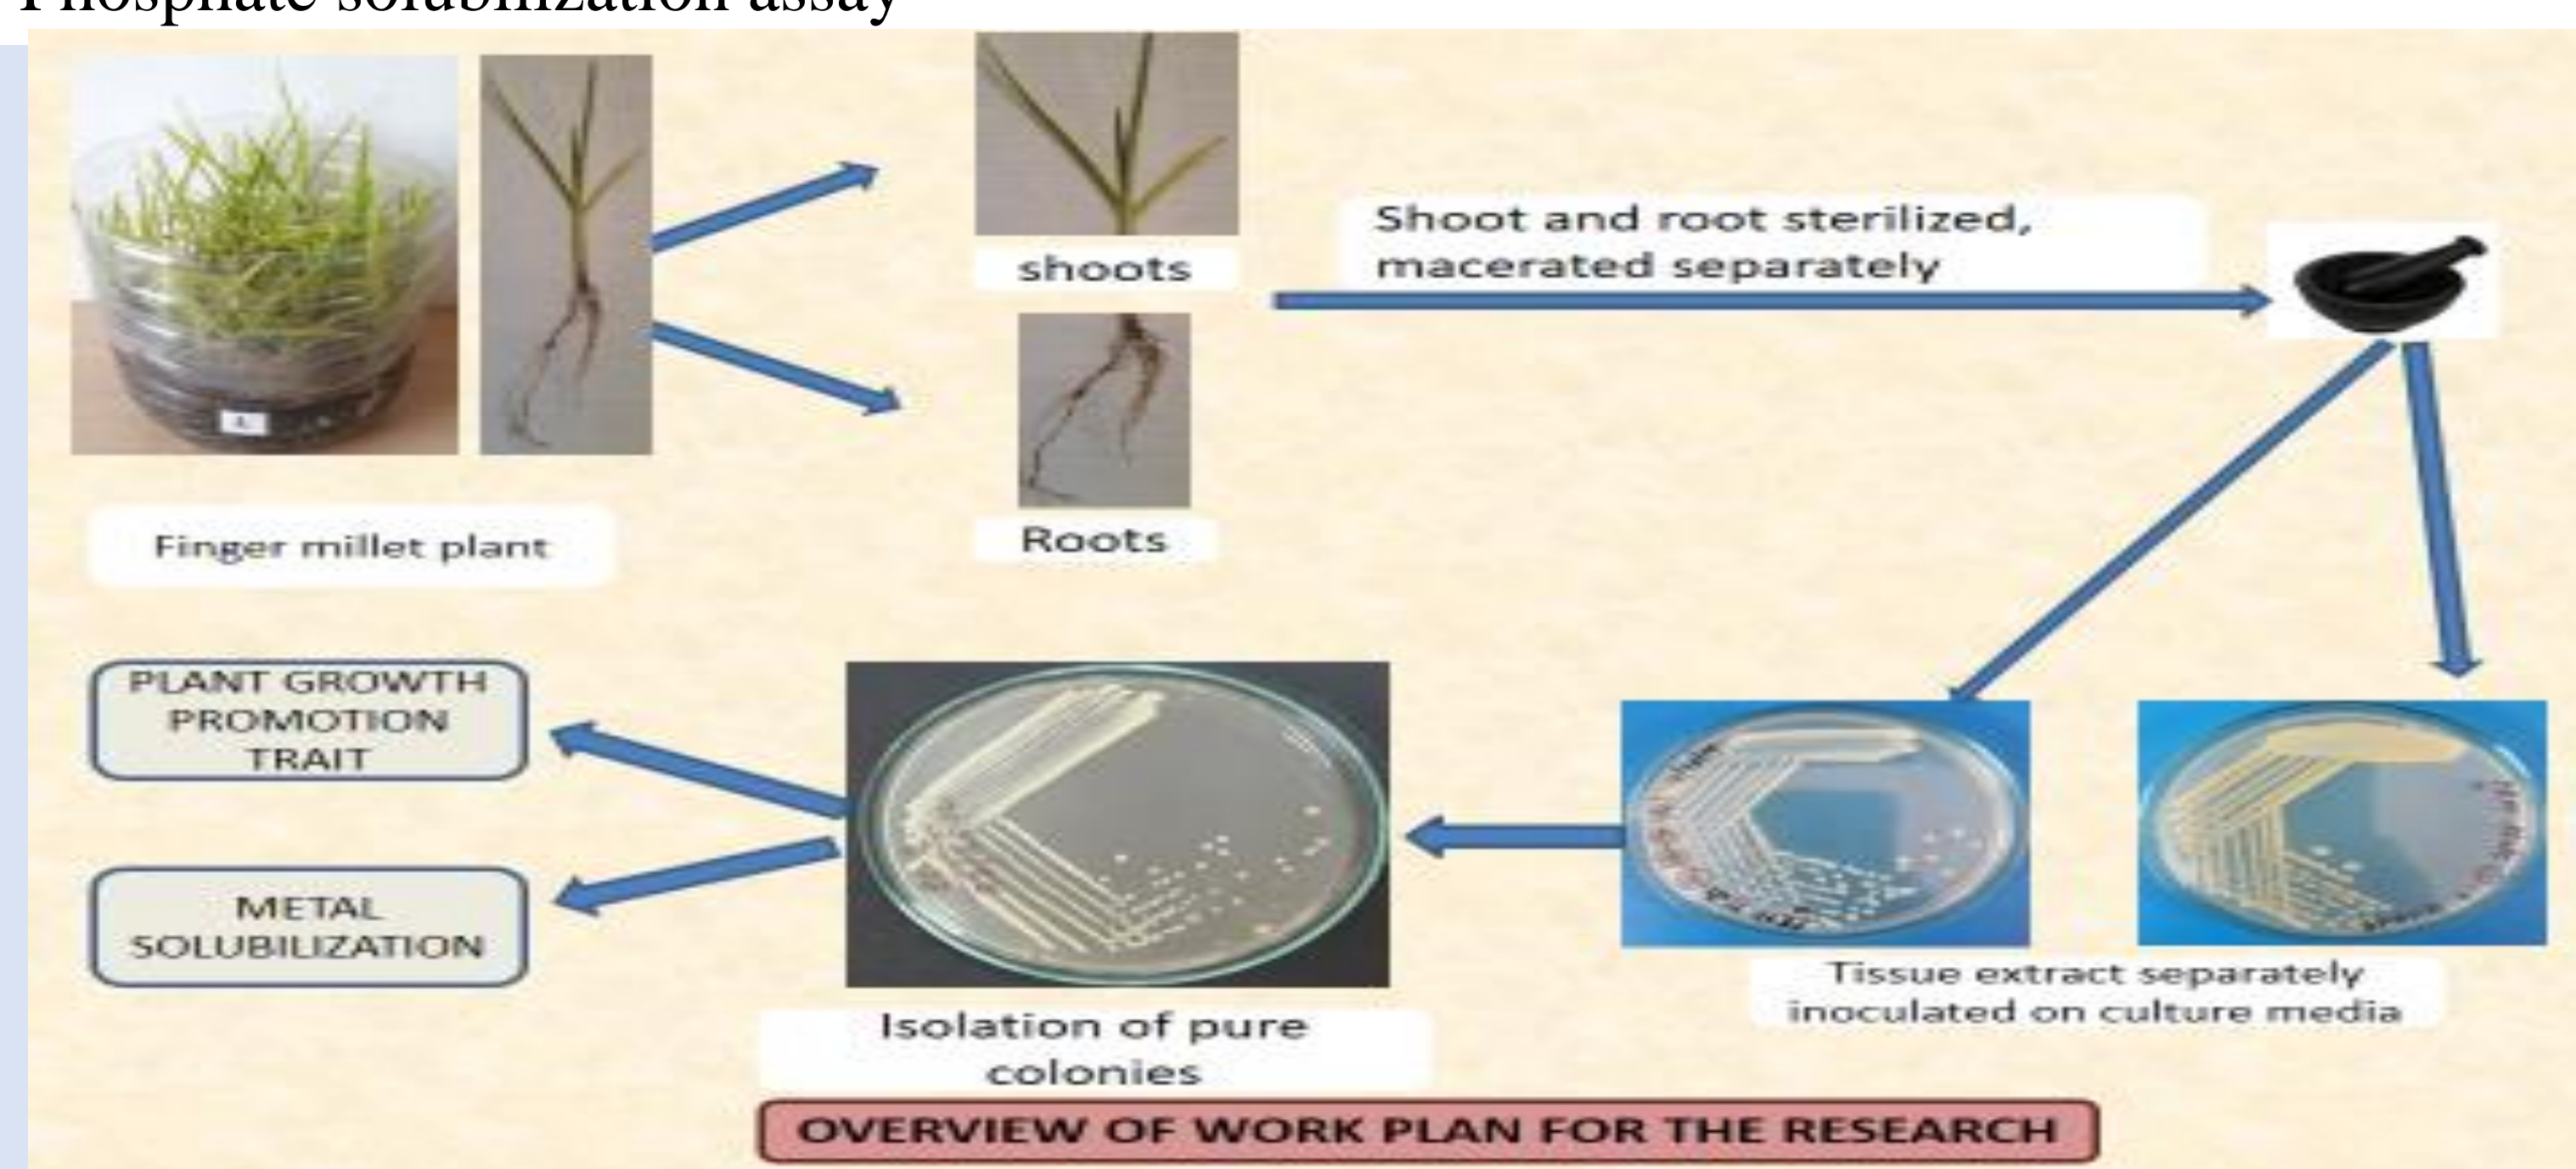 Phosphate solubilization assay
shoots
Shoot and root sterilized,
macerated separately
Finger millet plant
Roots
PLANT GROWTH
PROMOTION
TRAIT
METAL
SOLUBILIZATION
Tissue extract separately
inoculated on culture media
Isolation of pure
colonies
OVERVIEW OF WORK PLAN FOR THE RESEARCH